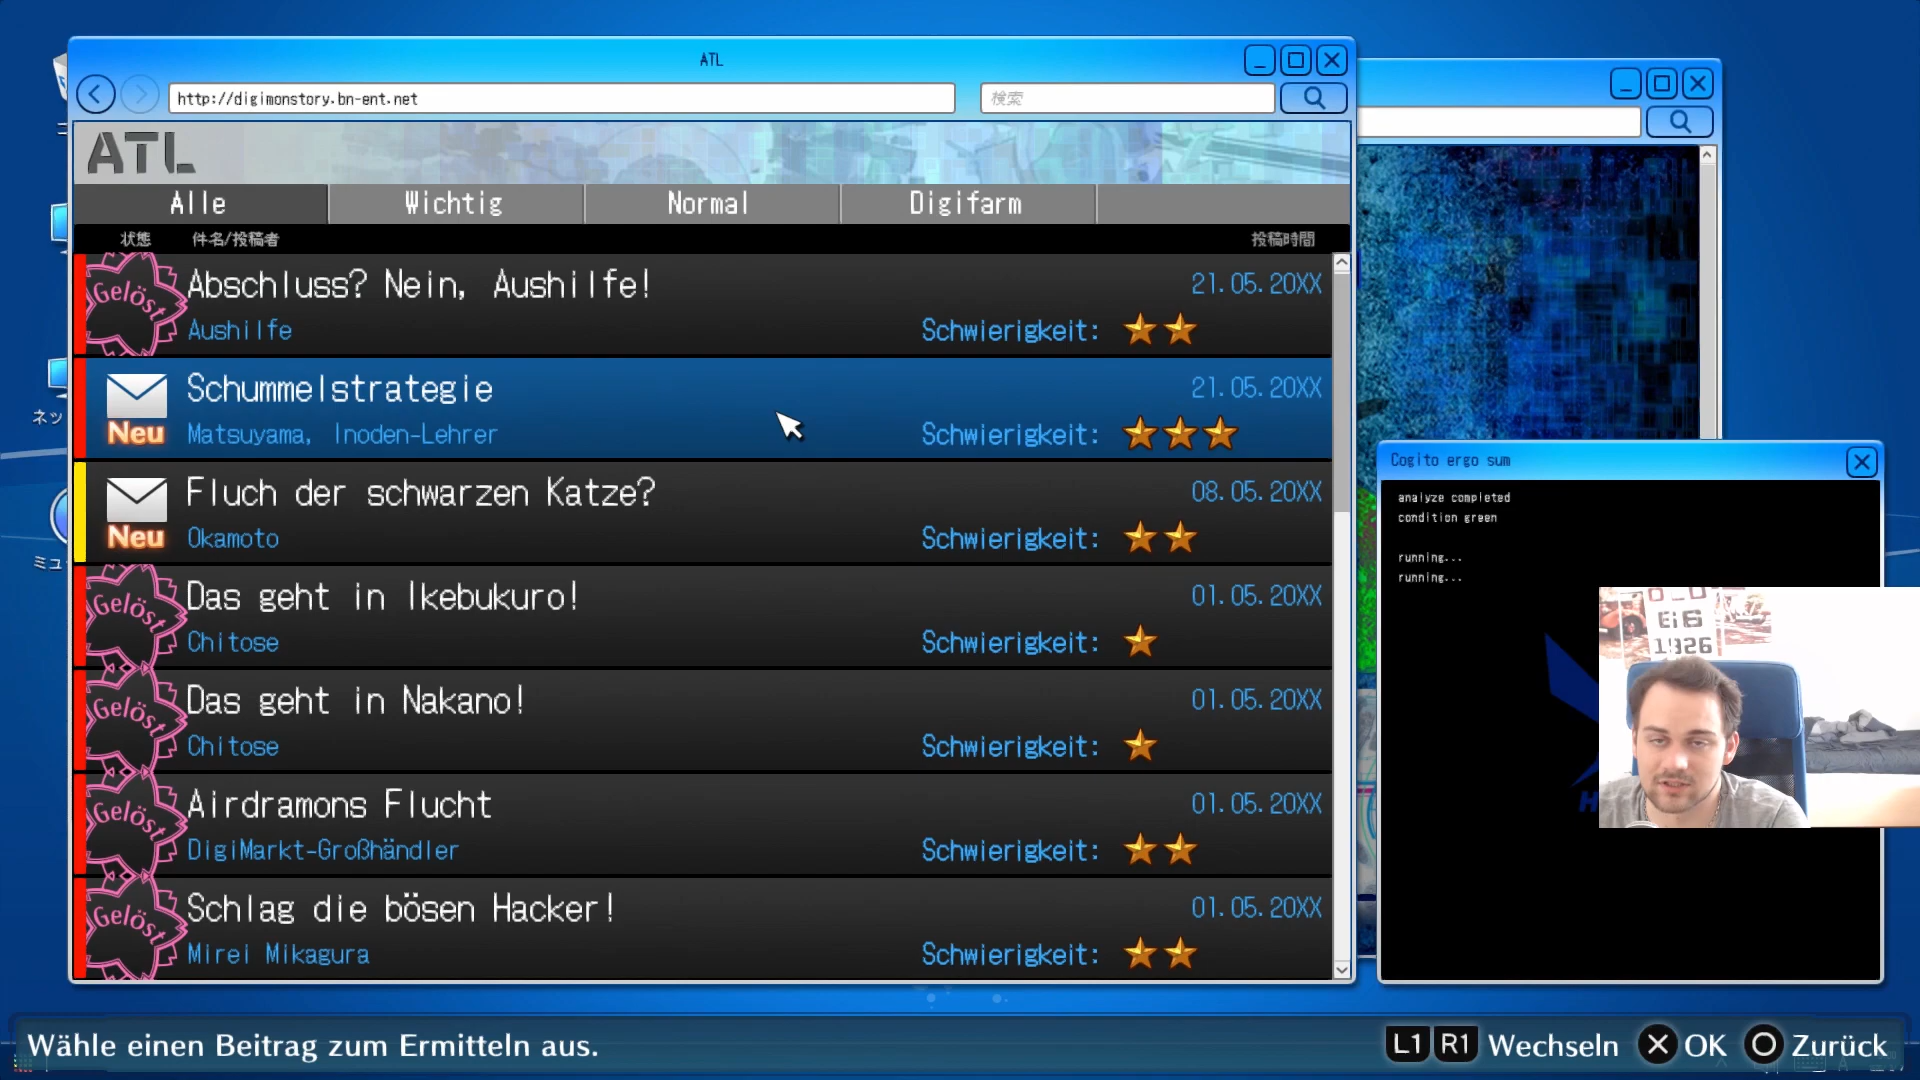 ATL
http://digimonstory.bn-ent.net
検索
ATL
Alle Wichtig Normal Digifarm
状態 件名/投稿者 投稿時間
Gelöst Abschluss? Nein, Aushilfe! 21.05.20XX
Aushilfe Schwierigkeit:
Schummelstrategie 21.05.20XX
Neu Matsuyama, Inoden-Lehrer Schwierigkeit:
Fluch der schwarzen Katze? 08.05.20XX
Neu Okamoto Schwierigkeit:
Gelöst Das geht in Ikebukuro! 01.05.20XX
Chitose Schwierigkeit:
Gelöst Das geht in Nakano! 01.05.20XX
Chitose Schwierigkeit:
Gelöst Airdramons Flucht 01.05.20XX
DigiMarkt-Großhändler Schwierigkeit:
Gelöst Schlag die bösen Hacker! 01.05.20XX
Mirei Mikagura Schwierigkeit:
ネッ
ミュ
Cogito ergo sum
analyze completed
condition green
running...
running...
1926
Wähle einen Beitrag zum Ermitteln aus.
L1 R1 Wechseln OK Zurück